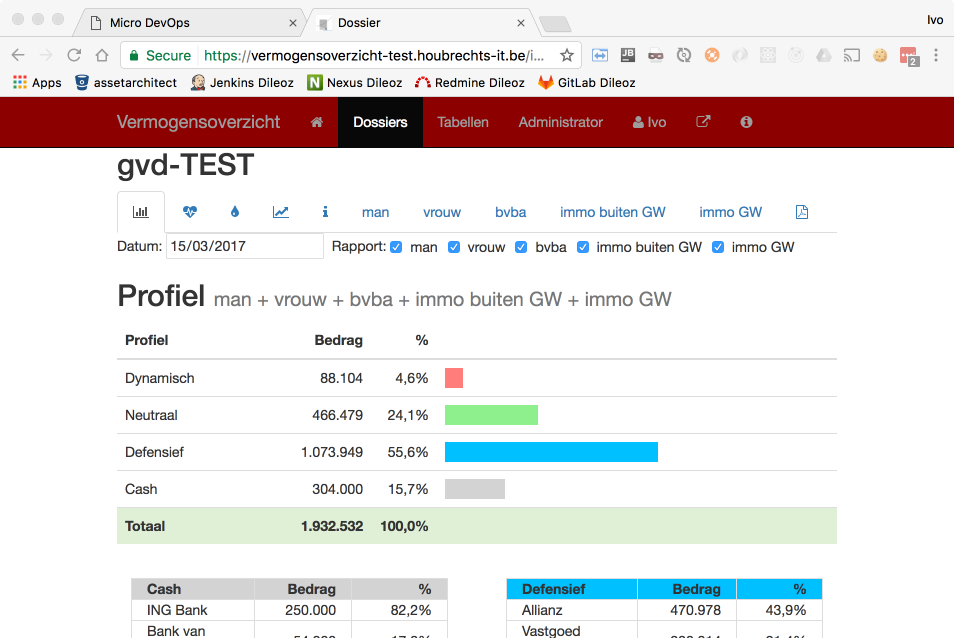 Micro DevOps
Dossier
Ivo
Secure https://vermogensoverzicht-test.houbrechts-it.be/i...
JB
2
Apps assetarchitect Jenkins Dileoz Nexus Dileoz Redmine Dileoz GitLab Dileoz
Vermogensoverzicht Dossiers Tabellen Administrator Ivo
gvd-TEST
man vrouw bvba immo buiten GW immo GW
Datum: 15/03/2017 Rapport: man vrouw bvba immo buiten GW immo GW
Profiel man + vrouw + bvba + immo buiten GW + immo GW
Profiel Bedrag %
Dynamisch 88.104 4,6%
Neutraal 466.479 24,1%
Defensief 1.073.949 55,6%
Cash 304.000 15,7%
Totaal 1.932.532 100,0%
Cash Bedrag %
ING Bank 250.000 82,2%
Bank van
Defensief Bedrag %
Allianz 470.978 43,9%
Vastgoed